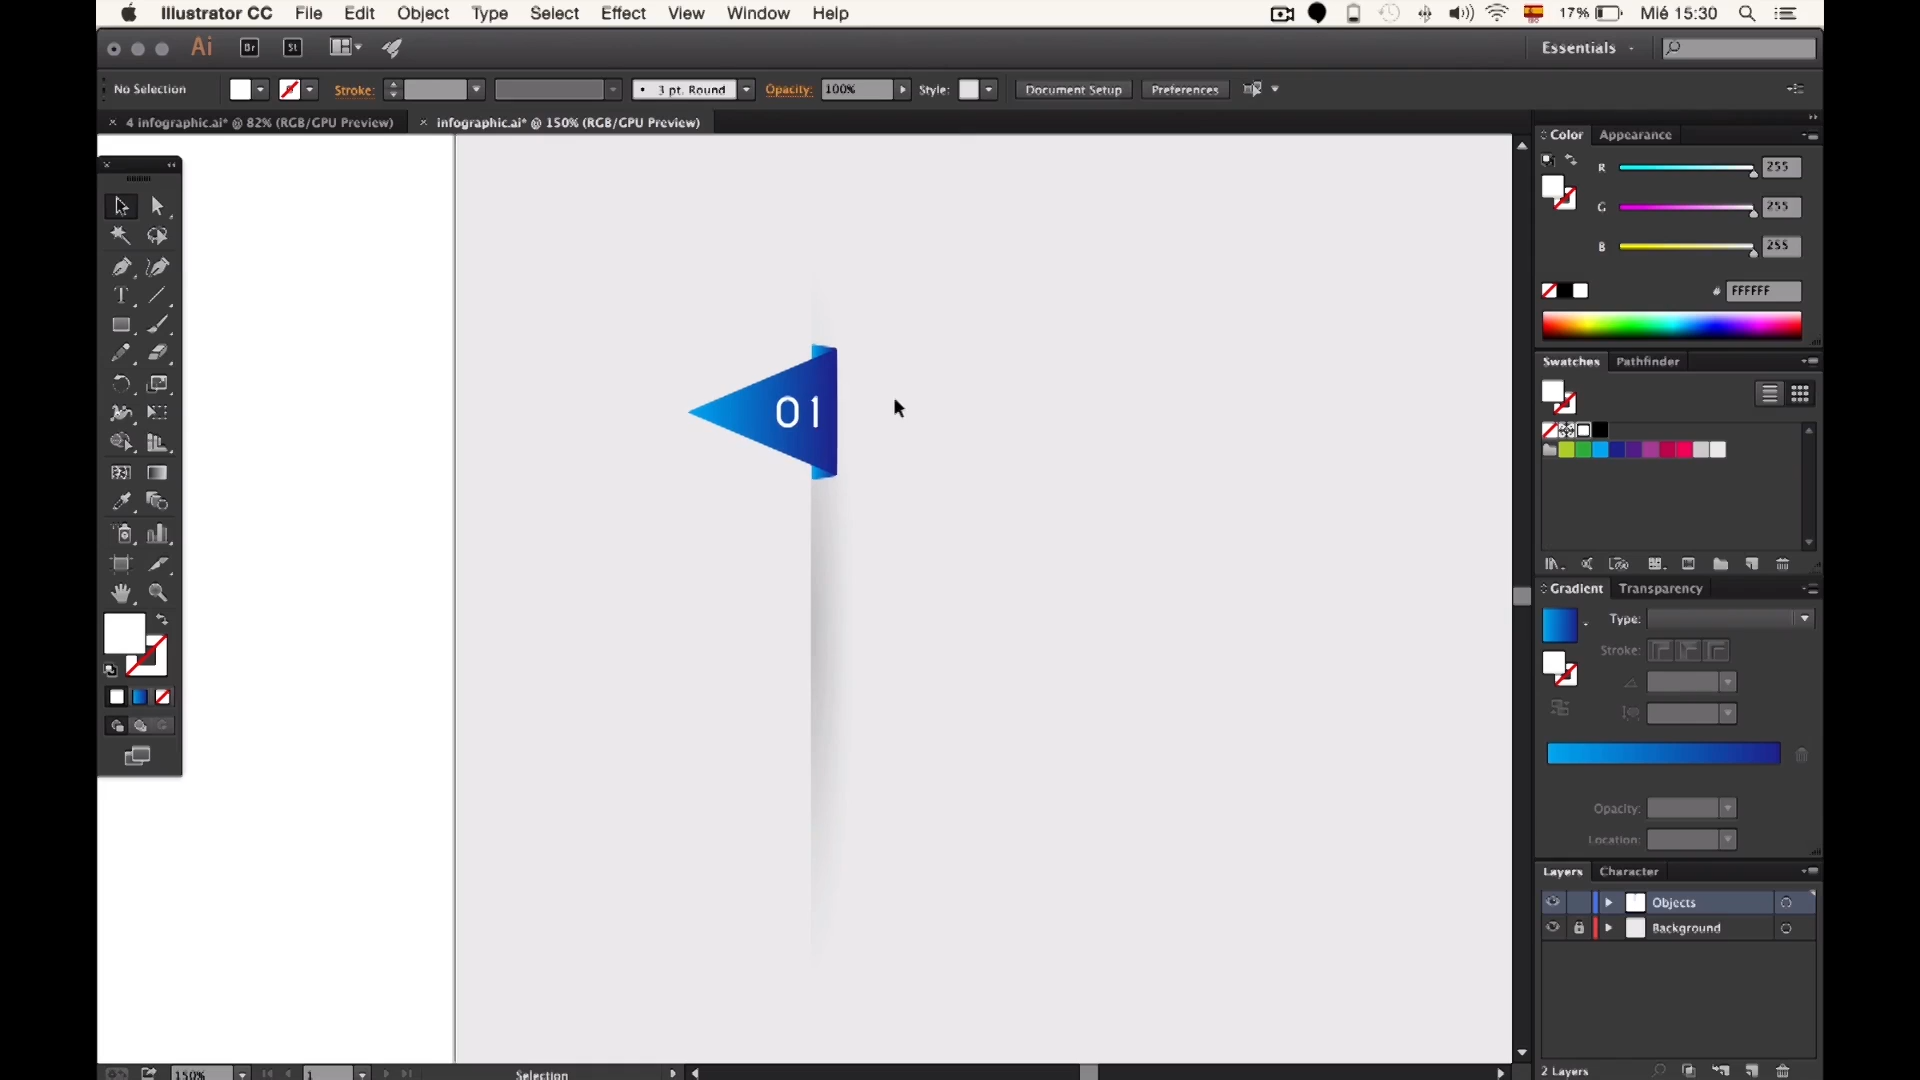 Illustrator CC File Edit Object Type Select Effect View Window Help 17% Mié 15:30
Ai Br St Essentials
No Selection Stroke: 3 pt. Round Opacity: 100% Style: Document Setup Preferences
× 4 infographic.ai* @ 82% (RGB/GPU Preview) × infographic.ai* @ 150% (RGB/GPU Preview)
Color Appearance
R 255
G 255
B 255
# FFFFFF
Swatches Pathfinder
01
Gradient Transparency
Type:
Stroke:
Opacity:
Location:
Layers Character
Objects
Background
150% 1 Selection 2 Layers